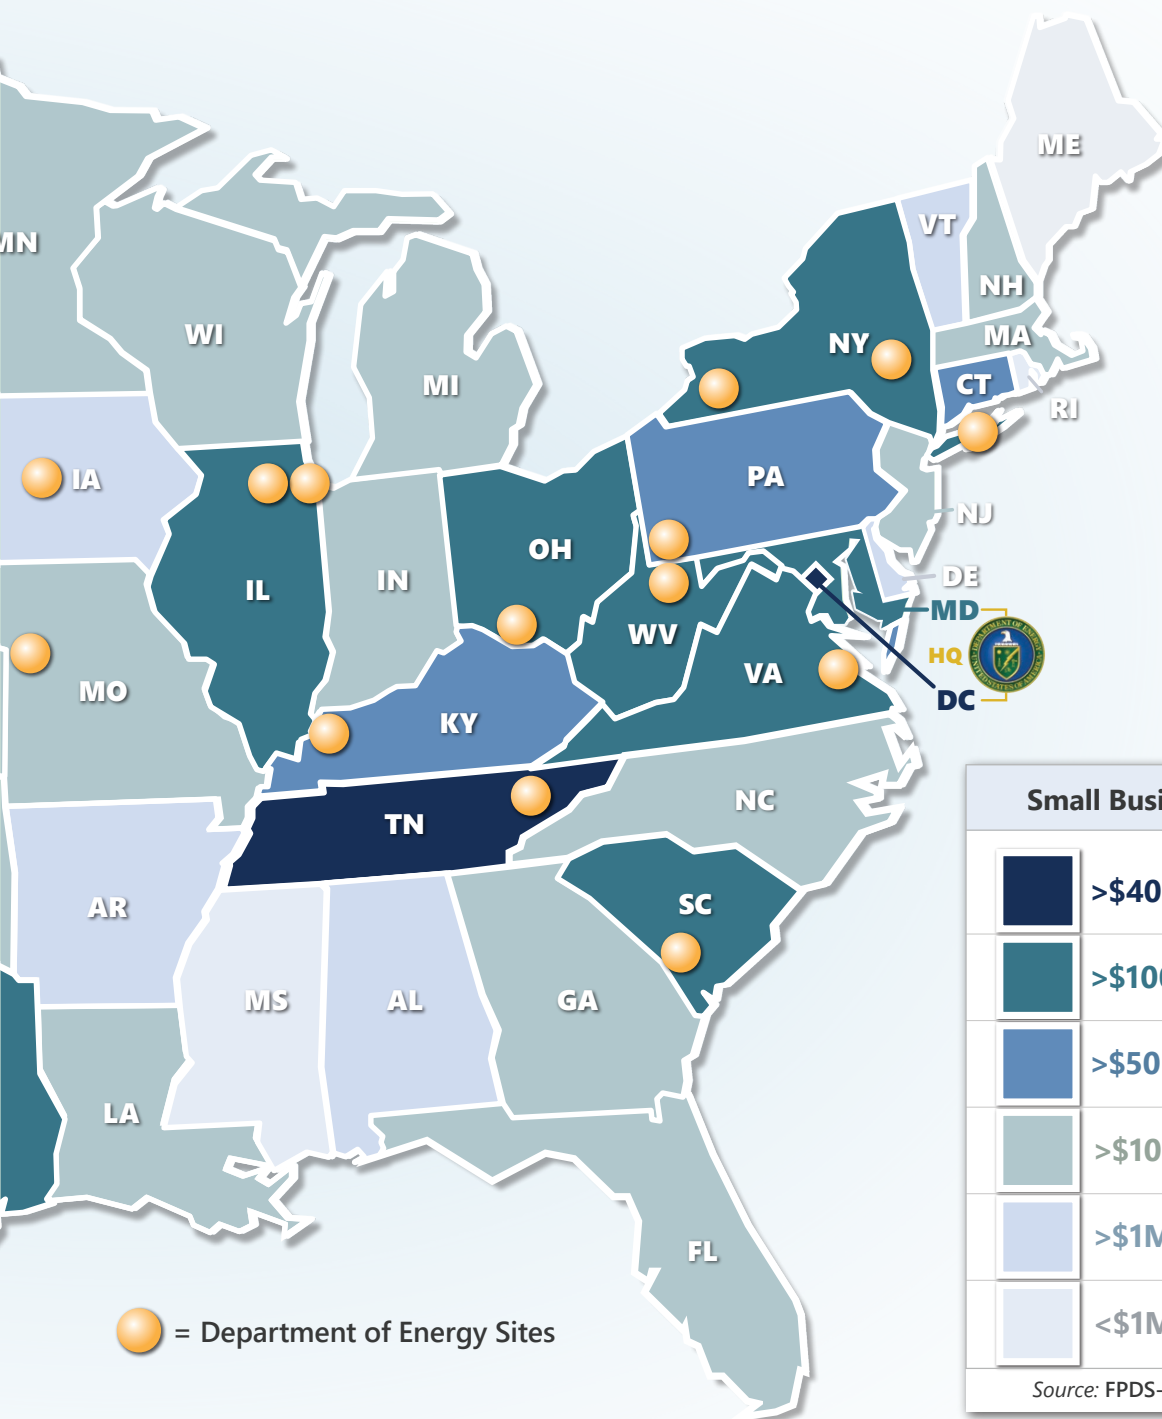 ME
VT
MN
NH
WI
MA
NY
MI
CT
RI
PA
IA
NJ
OH
DE
IN
IL
MD
WV
HQ
VA
MO
DC
KY
NC
TN
SC
AR
MS
AL
GA
LA
FL
= Department of Energy Sites
Small Busi
>$40
>$100
>$50
>$10
>$1M
<$1M
Source: FPDS-